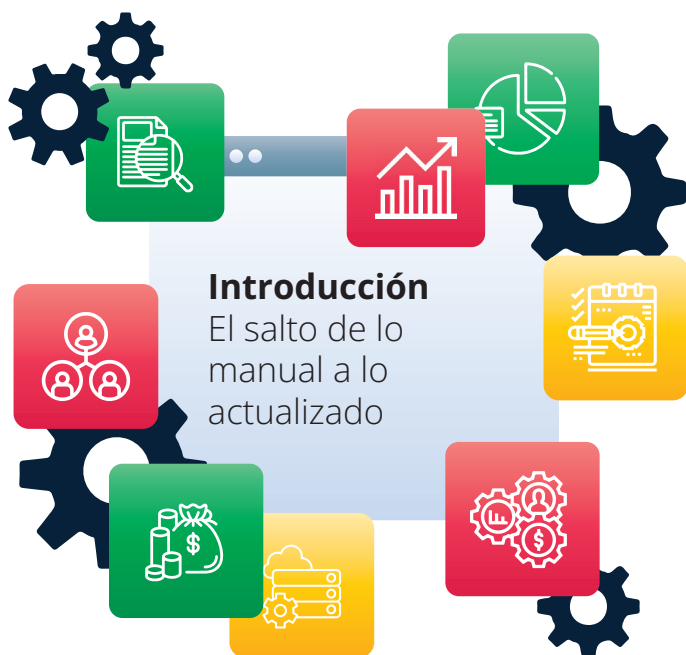 Introducción
El salto de lo
manual a lo
actualizado
$
$